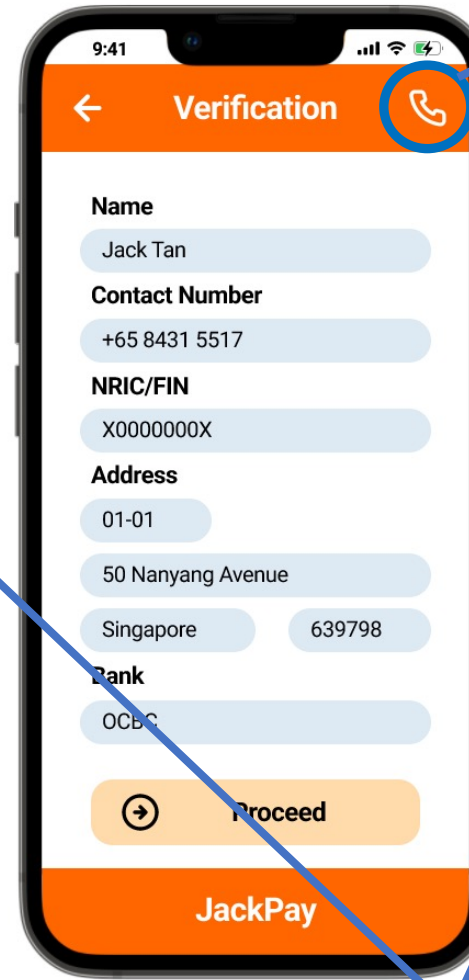 9:41
Verification
Name
Jack Tan
Contact Number
+65 8431 5517
NRIC/FIN
X0000000X
Address
01-01
50 Nanyang Avenue
Singapore 639798
Bank
OCBC
Proceed
JackPay